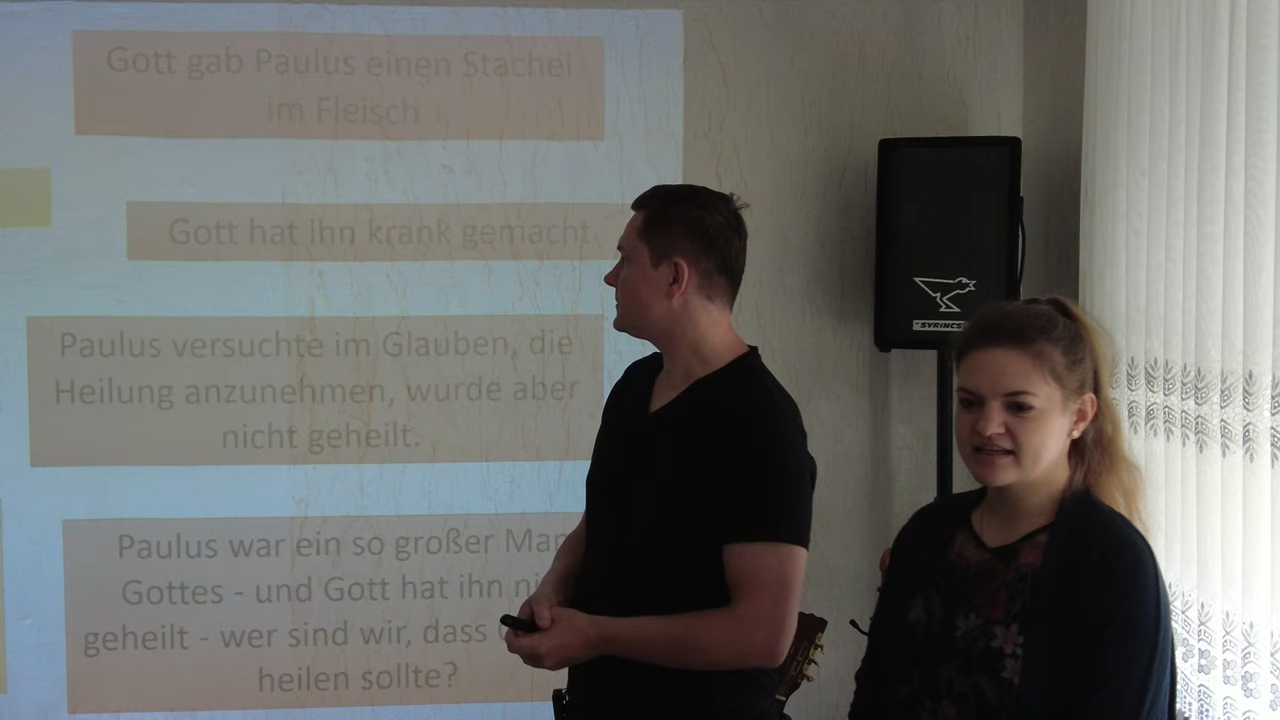 Gott gab Paulus einen Stachel
im Fleisch
Gott hat ihn krank gemacht
Paulus versuchte im Glauben, die
Heilung anzunehmen, wurde aber
nicht geheilt.
Paulus war ein so großer
Gottes - und Gott hat ihn
geheilt - wer sind wir, dass
heilen sollte?
SYRINCS